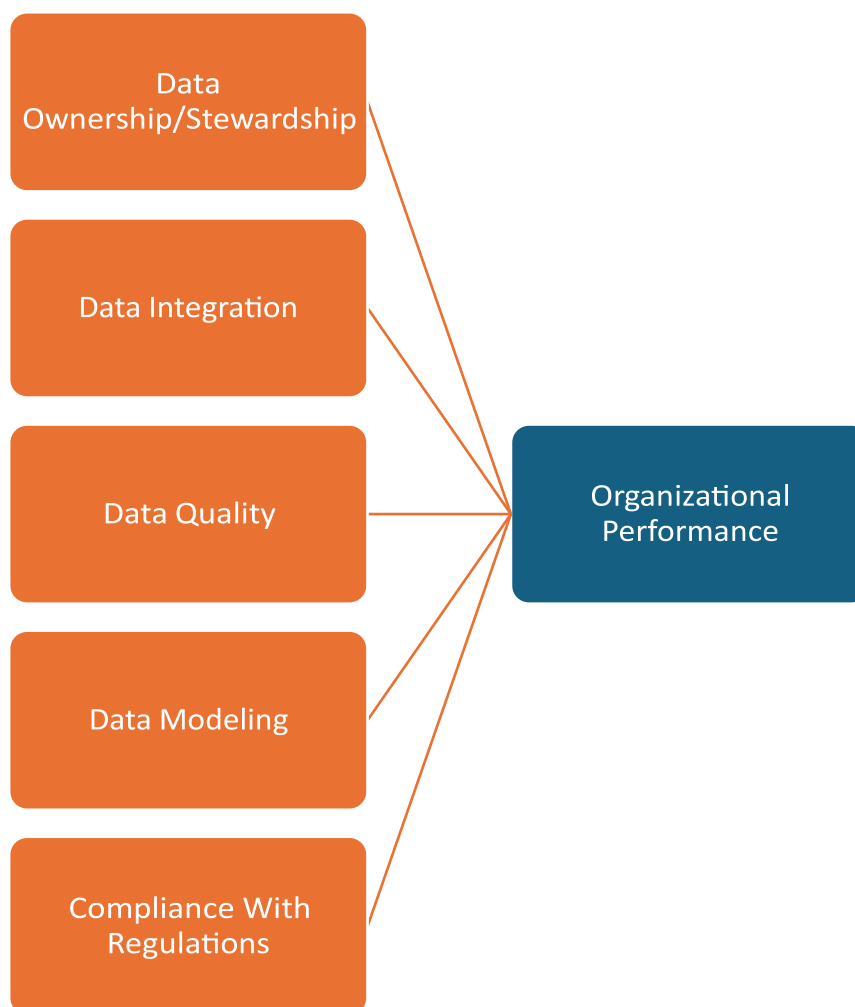 Data
Ownership/Stewardship
Data Integration
Data Quality
Organizational
Performance
Data Modeling
Compliance With
Regulations